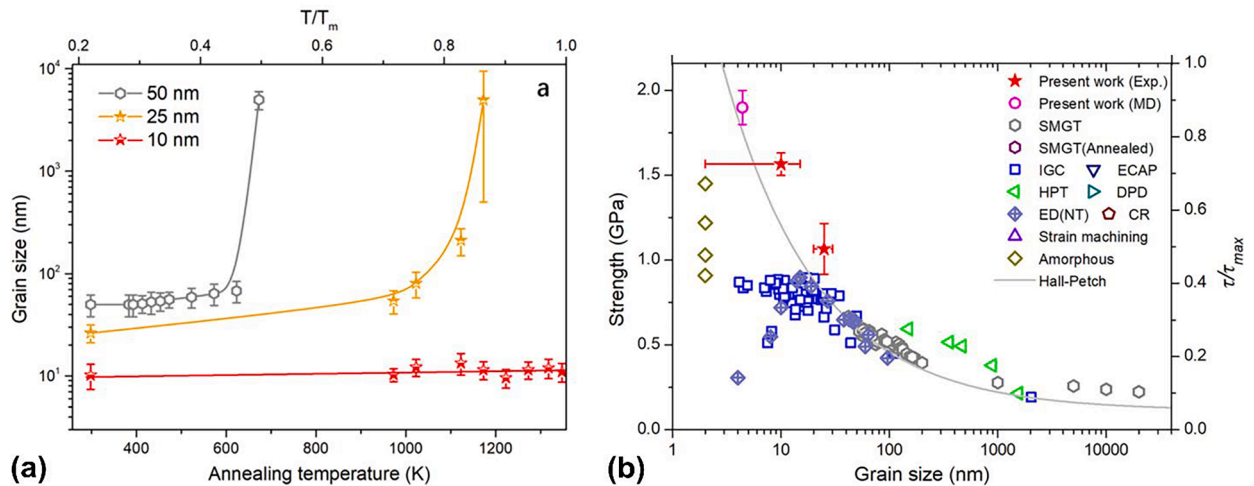 T/Tm
0.2 0.4 0.6 0.8 1.0
10⁴
10³
10²
10¹
Grain size (nm)
50 nm
25 nm
10 nm
a
400 600 800 1000 1200
Annealing temperature (K)
(a)
2.0
1.5
1.0
0.5
0.0
Strength (GPa)
Present work (Exp.)
Present work (MD)
SMGT
SMGT(Annealed)
IGC ECAP
HPT DPD
ED(NT) CR
Strain machining
Amorphous
Hall-Petch
1.0
0.8
0.6
0.4
0.2
0.0
τ/τmax
1 10 100 1000 10000
Grain size (nm)
(b)